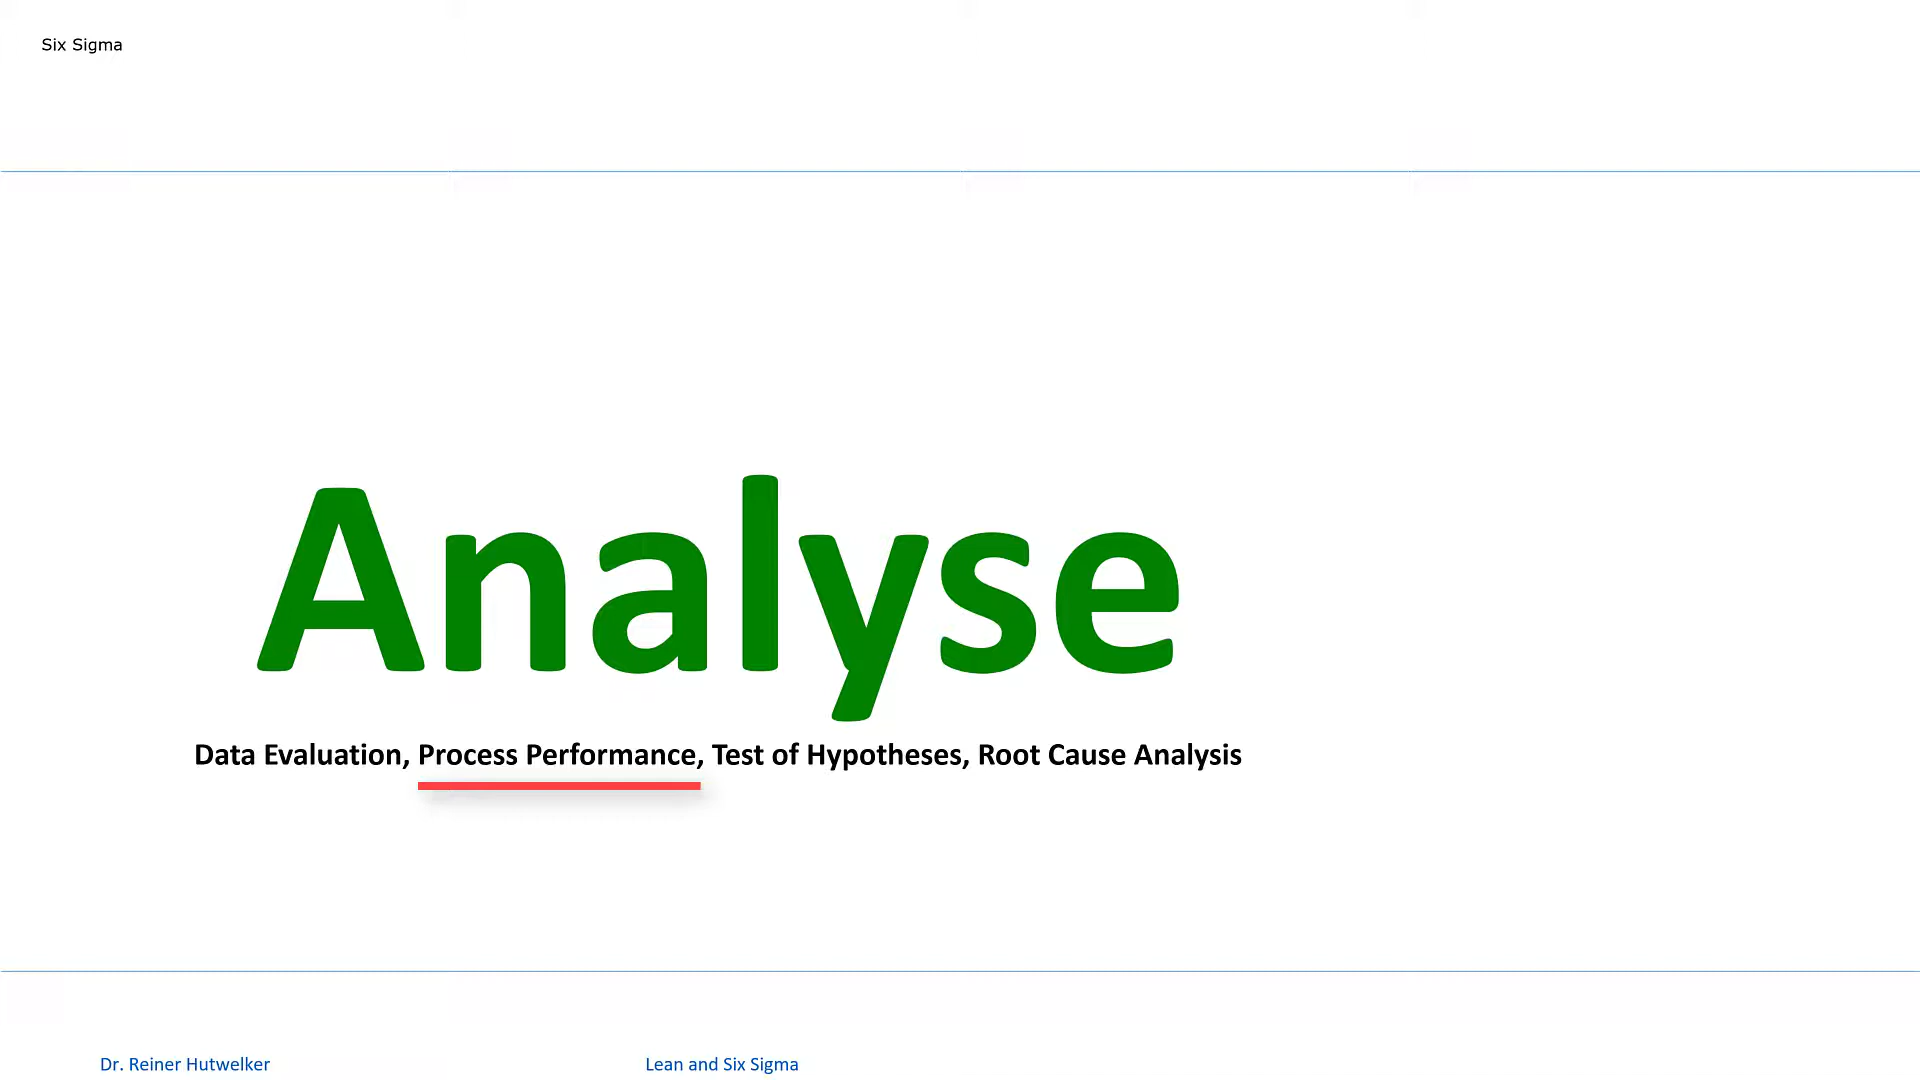 Six Sigma
Analyse
Data Evaluation, Process Performance, Test of Hypotheses, Root Cause Analysis
Dr. Reiner Hutwelker
Lean and Six Sigma